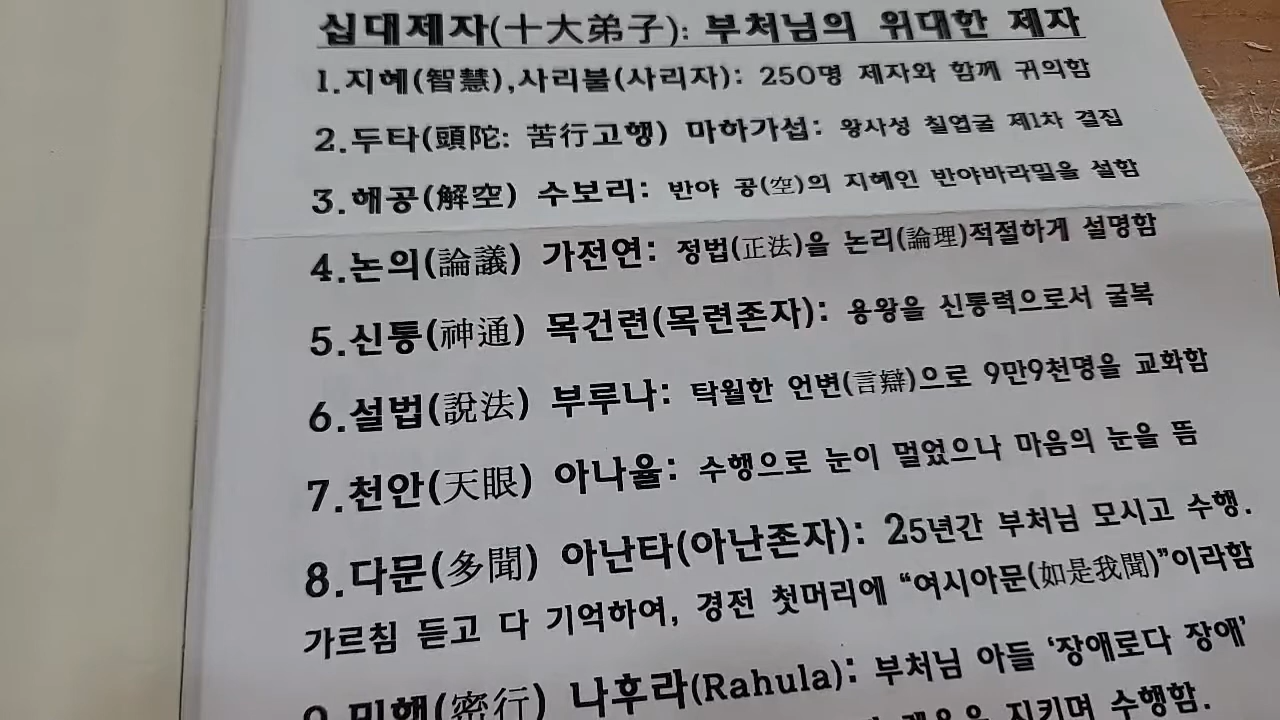 십대제자(十大弟子): 부처님의 위대한 제자
1.지혜(智慧),사리불(사리자): 250명 제자와 함께 귀의함
2.두타(頭陀: 苦行고행) 마하가섭: 왕사성 칠엽굴 제1차 결집
3.해공(解空) 수보리: 반야 공(空)의 지혜인 반야바라밀을 설함
4.논의(論議) 가전연: 정법(正法)을 논리(論理)적절하게 설명함
5.신통(神通) 목건련(목련존자): 용왕을 신통력으로서 굴복
6.설법(說法) 부루나: 탁월한 언변(言辯)으로 9만9천명을 교화함
7.천안(天眼) 아나율: 수행으로 눈이 멀었으나 마음의 눈을 뜸
8.다문(多聞) 아난타(아난존자): 25년간 부처님 모시고 수행.
가르침 듣고 다 기억하여, 경전 첫머리에 “여시아문(如是我聞)”이라함
9.밀행(密行) 나후라(Rahula): 부처님 아들 ‘장애로다 장애’
지키며 수행함.